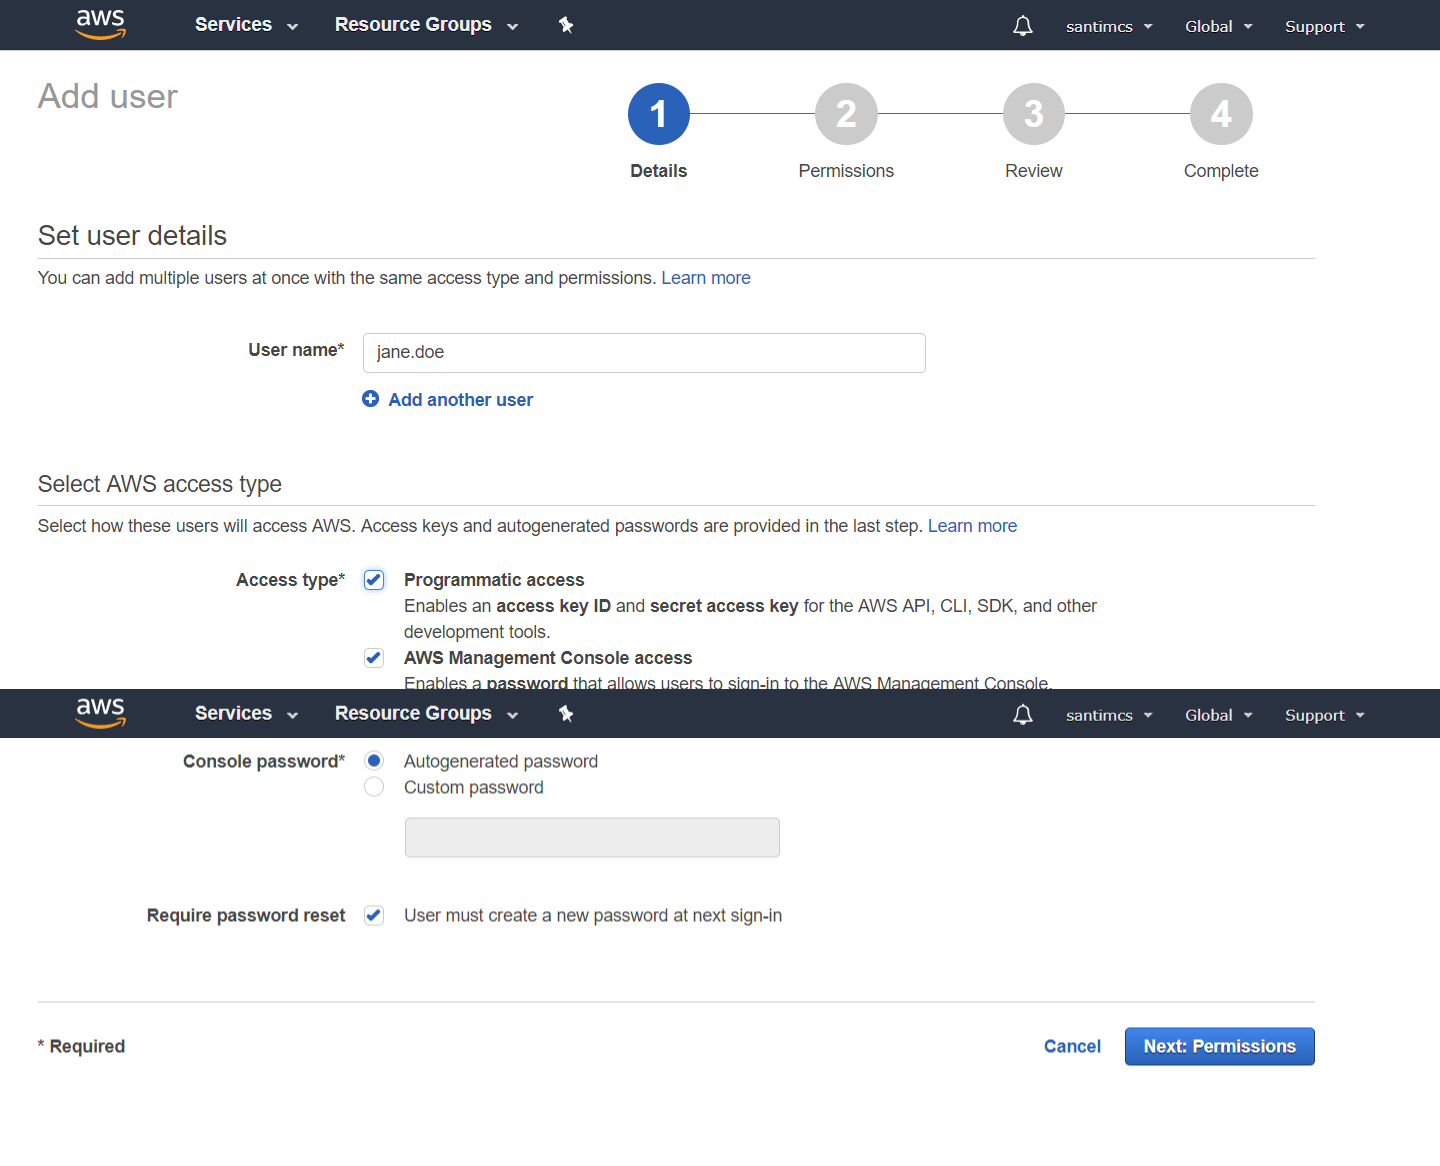 aws Services Resource Groups santimcs Global Support
Add user
1 2 3 4
Details Permissions Review Complete
Set user details
You can add multiple users at once with the same access type and permissions. Learn more
User name* jane.doe
Add another user
Select AWS access type
Select how these users will access AWS. Access keys and autogenerated passwords are provided in the last step. Learn more
Access type* Programmatic access
Enables an access key ID and secret access key for the AWS API, CLI, SDK, and other
development tools.
AWS Management Console access
Enables a password that allows users to sign-in to the AWS Management Console.
aws Services Resource Groups santimcs Global Support
Console password* Autogenerated password
Custom password
Require password reset User must create a new password at next sign-in
* Required Cancel Next: Permissions